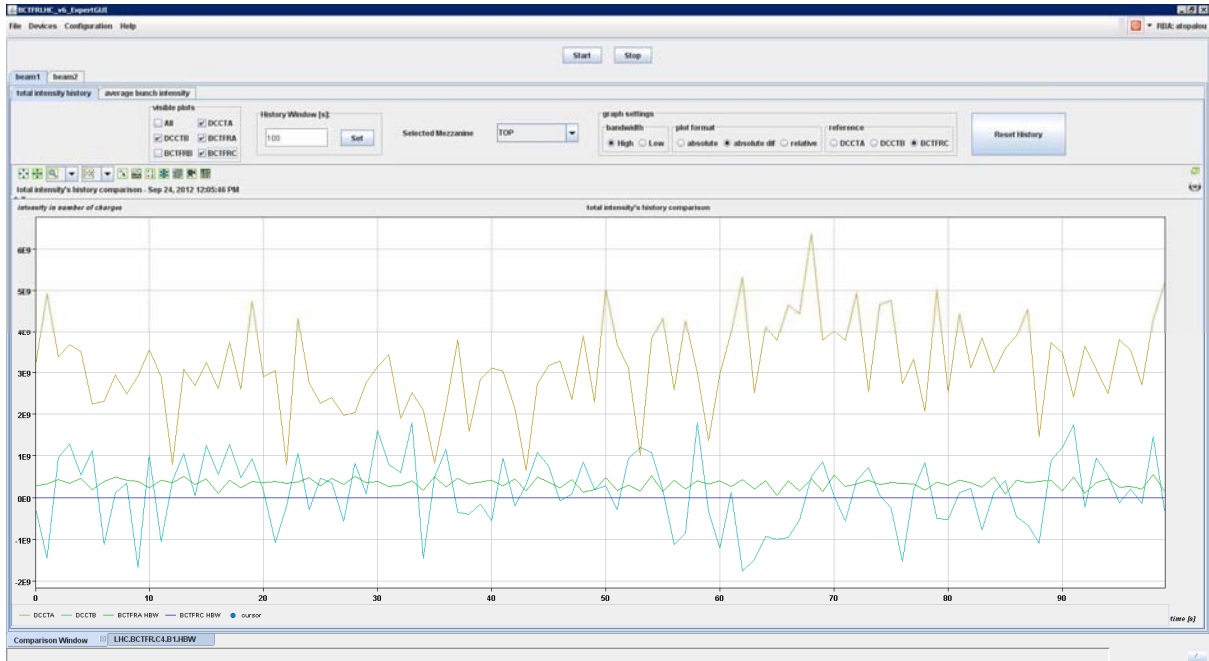 BCTFRLHC_v6_ExpertGUI
File Devices Configuration Help
RBA: atopalou
Start Stop
beam1 beam2
total intensity history average bunch intensity
visible plots
All DCCTA
DCCTB BCTFRA
BCTFRB BCTFRC
History Window [s]:
100 Set
Selected Mezzanine TOP
graph settings
bandwidth plot format reference
High Low absolute absolute dif relative DCCTA DCCTB BCTFRC
Reset History
total intensity's history comparison - Sep 24, 2012 12:05:46 PM
intensity in number of charges total intensity's history comparison
6E9
5E9
4E9
3E9
2E9
1E9
0E0
-1E9
-2E9
0 10 20 30 40 50 60 70 80 90
DCCTA DCCTB BCTFRA HBW BCTFRC HBW cursor
time [s]
Comparison Window LHC.BCTFR.C4.B1.HBW